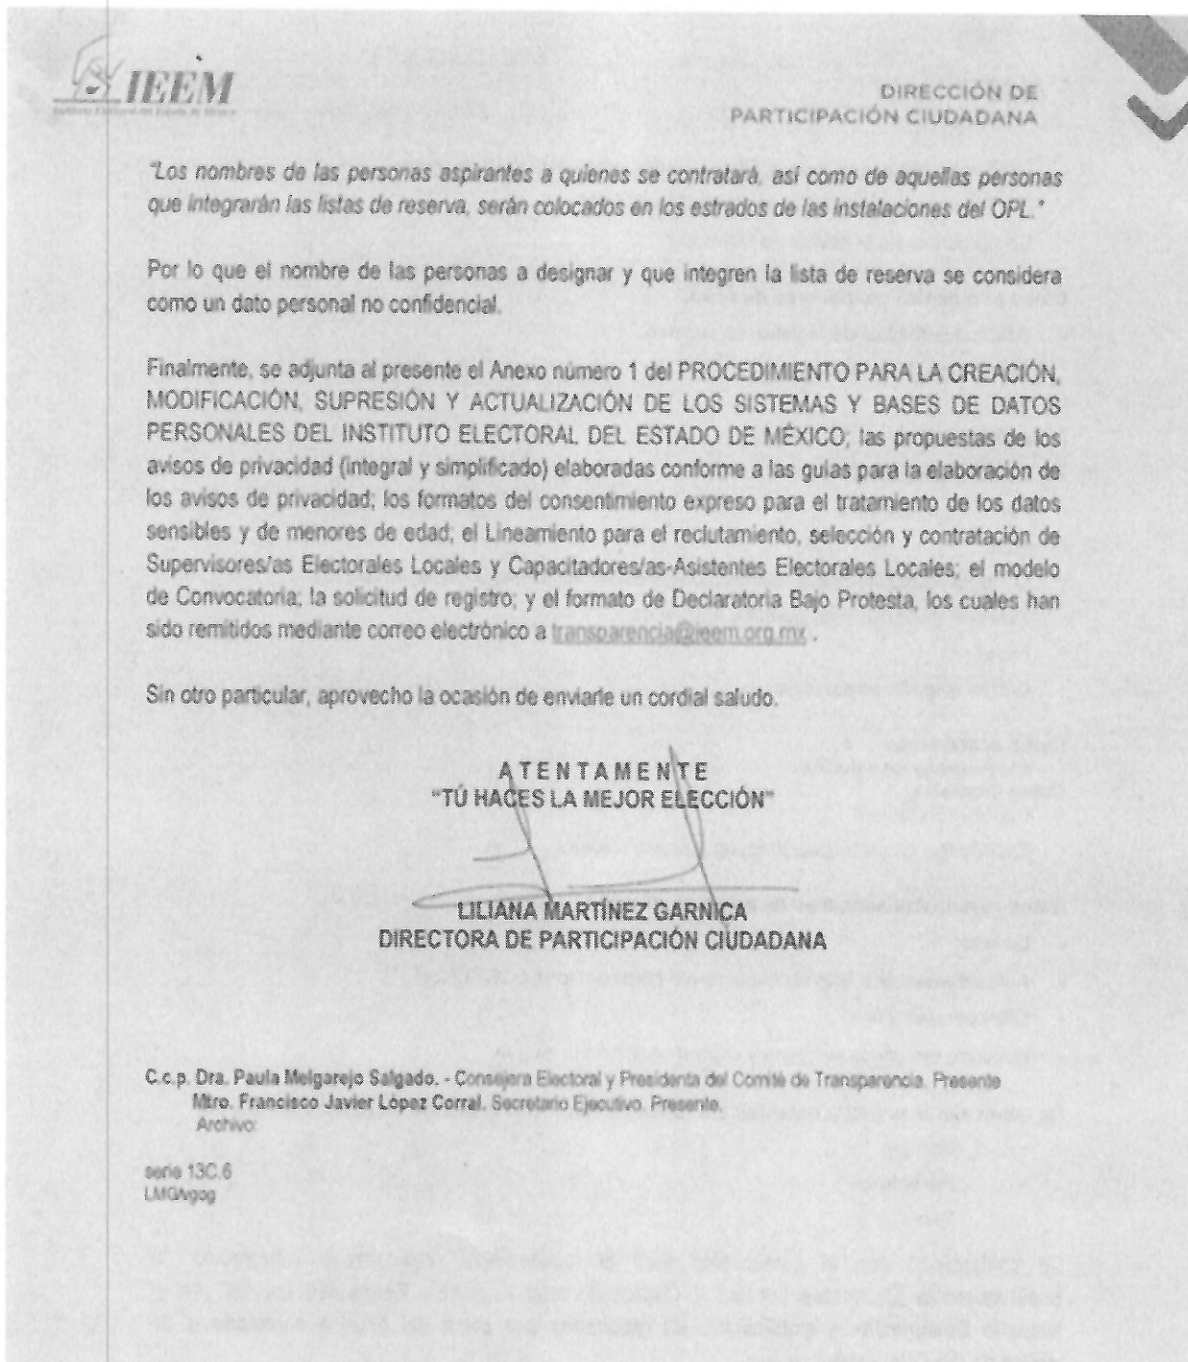 IEEM
Instituto Electoral del Estado de México
DIRECCIÓN DE
PARTICIPACIÓN CIUDADANA
"Los nombres de las personas aspirantes a quienes se contratará, así como de aquellas personas
que integrarán las listas de reserva, serán colocados en los estrados de las instalaciones del OPL."
Por lo que el nombre de las personas a designar y que integren la lista de reserva se considera
como un dato personal no confidencial.
Finalmente, se adjunta al presente el Anexo número 1 del PROCEDIMIENTO PARA LA CREACIÓN,
MODIFICACIÓN, SUPRESIÓN Y ACTUALIZACIÓN DE LOS SISTEMAS Y BASES DE DATOS
PERSONALES DEL INSTITUTO ELECTORAL DEL ESTADO DE MÉXICO; las propuestas de los
avisos de privacidad (integral y simplificado) elaboradas conforme a las guías para la elaboración de
los avisos de privacidad; los formatos del consentimiento expreso para el tratamiento de los datos
sensibles y de menores de edad; el Lineamiento para el reclutamiento, selección y contratación de
Supervisores/as Electorales Locales y Capacitadores/as-Asistentes Electorales Locales; el modelo
de Convocatoria; la solicitud de registro; y el formato de Declaratoria Bajo Protesta, los cuales han
sido remitidos mediante correo electrónico a transparencia@ieem.org.mx .
Sin otro particular, aprovecho la ocasión de enviarle un cordial saludo.
A T E N T A M E N T E
"TÚ HACES LA MEJOR ELECCIÓN"
LILIANA MARTÍNEZ GARNICA
DIRECTORA DE PARTICIPACIÓN CIUDADANA
C.c.p. Dra. Paula Melgarejo Salgado. - Consejera Electoral y Presidenta del Comité de Transparencia. Presente
Mtro. Francisco Javier López Corral. Secretario Ejecutivo. Presente.
Archivo:
serie 13C.6